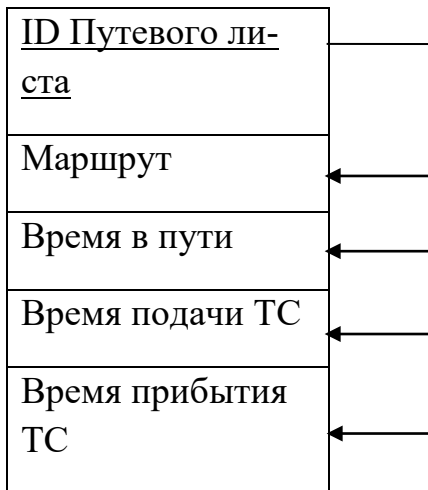 ID Путевого ли-
ста
Маршрут
Время в пути
Время подачи ТС
Время прибытия
ТС